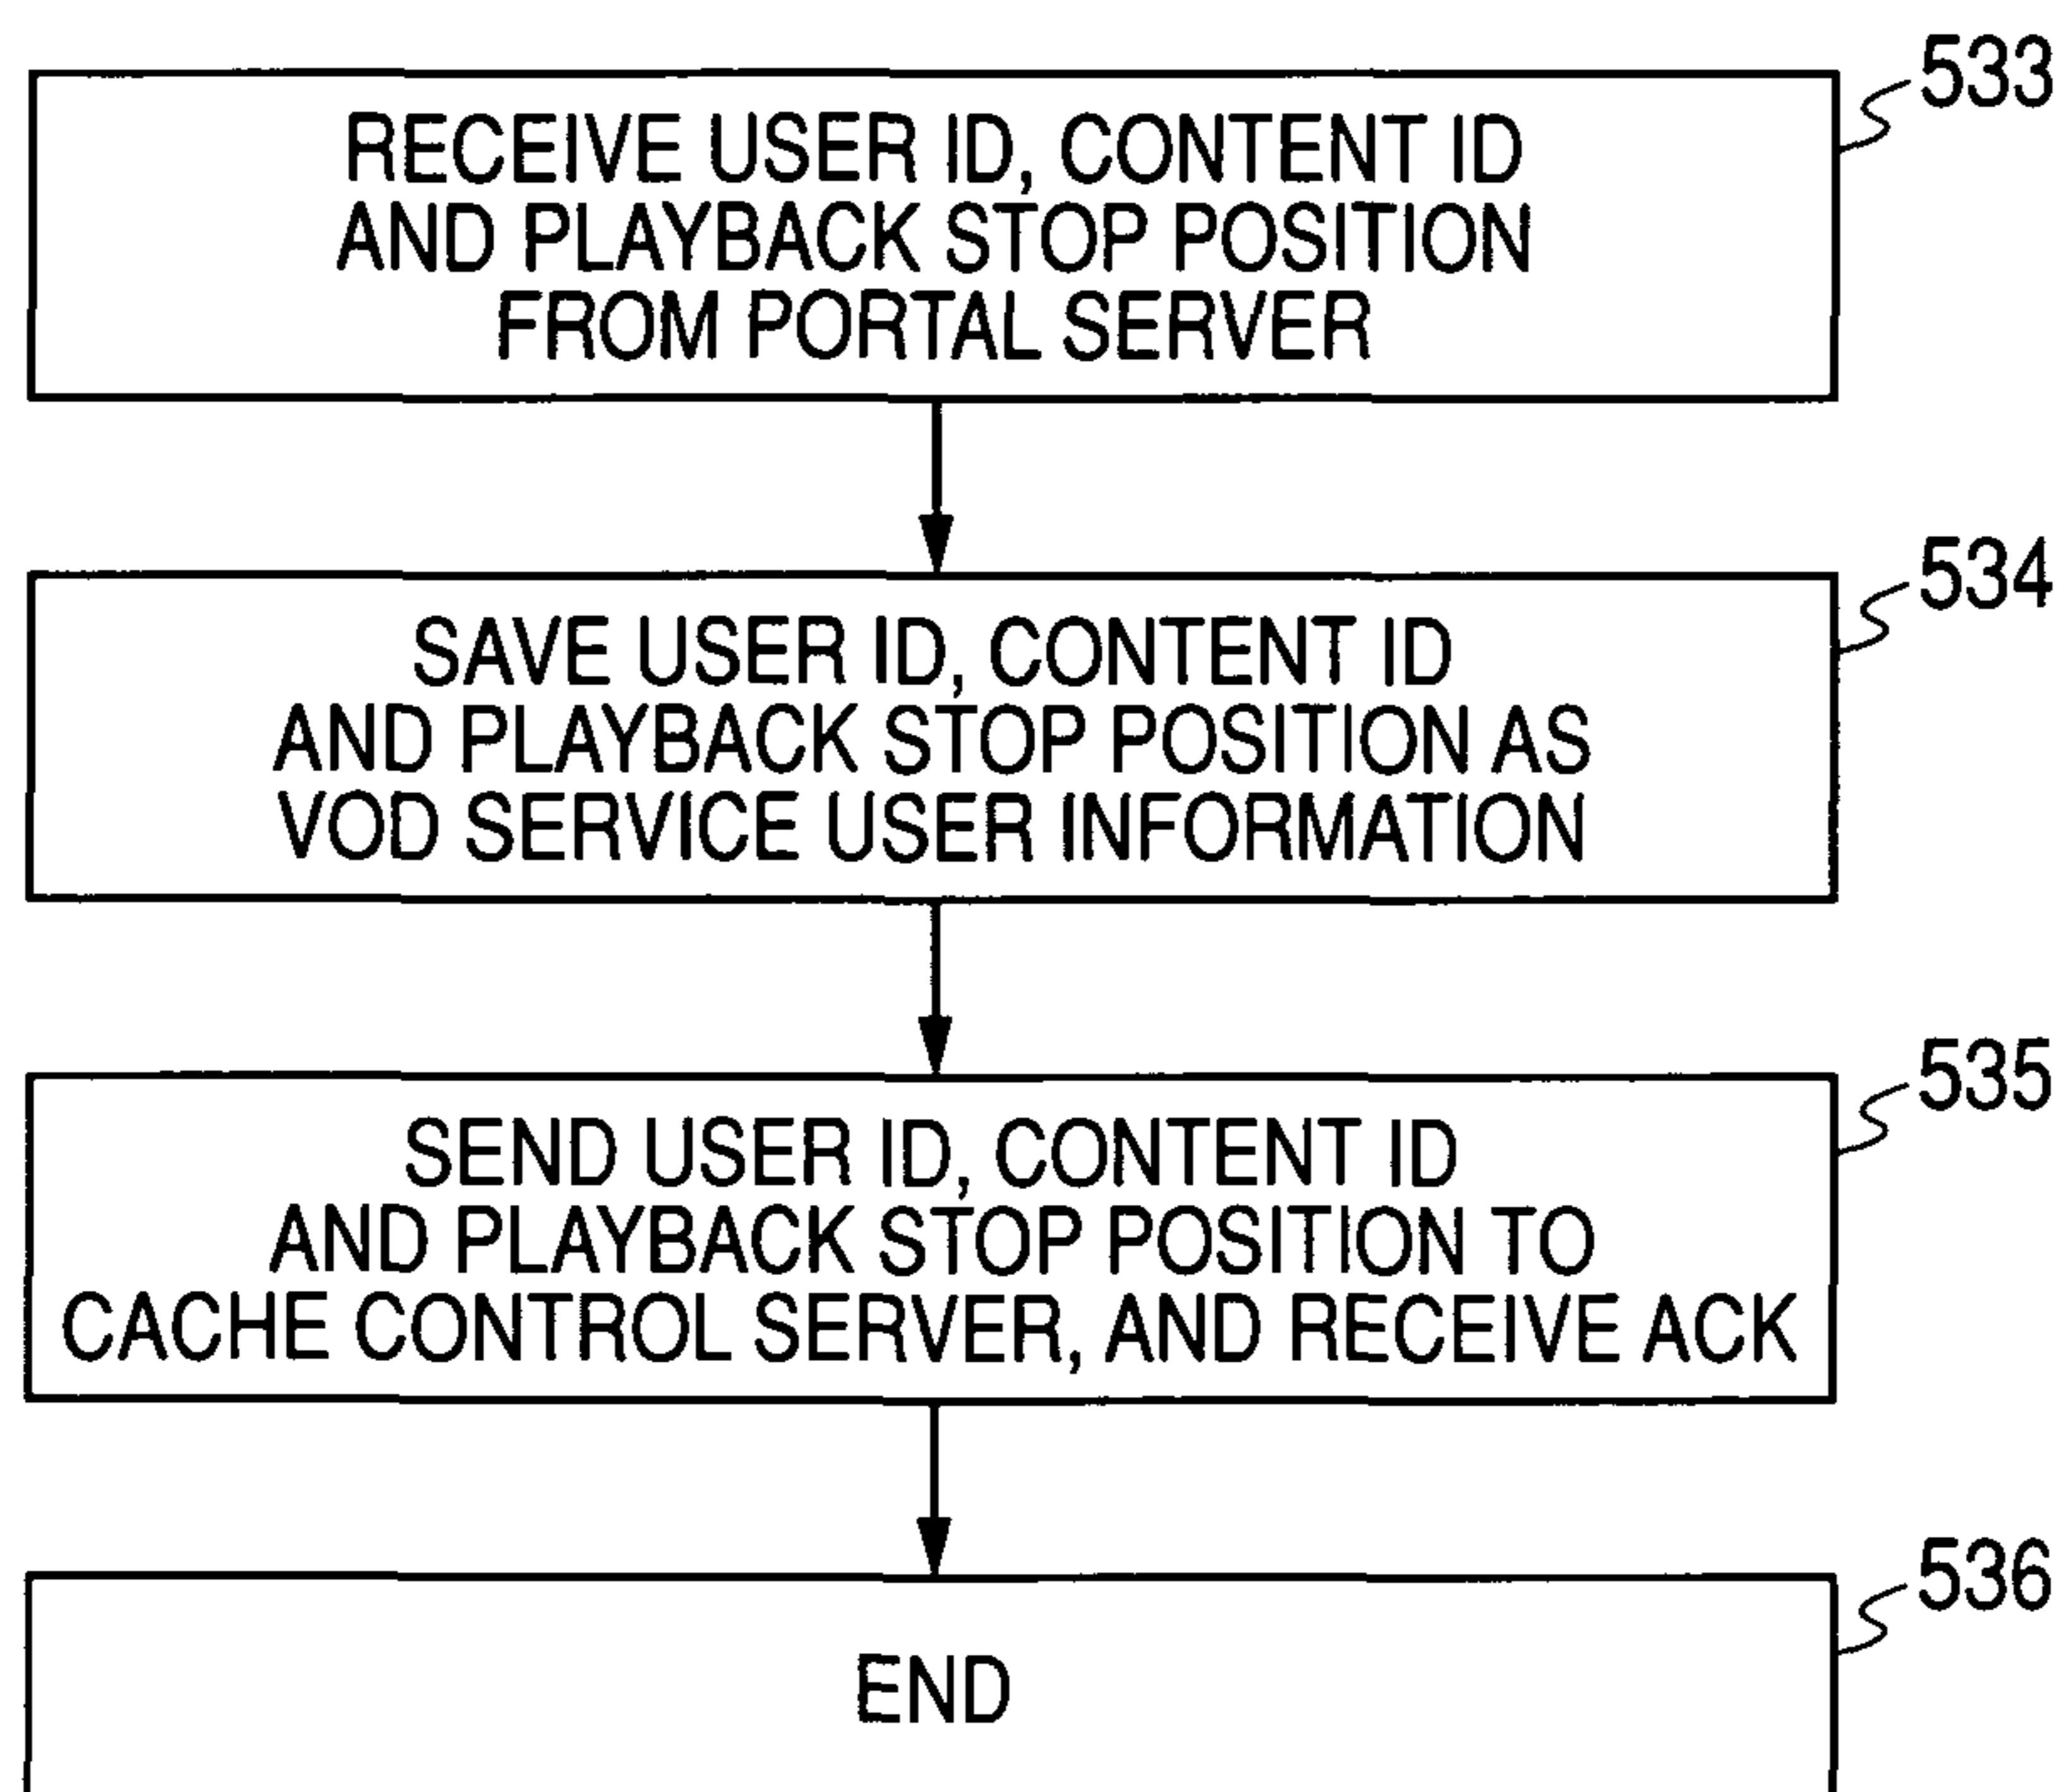 533
RECEIVE USER ID, CONTENT ID
AND PLAYBACK STOP POSITION
FROM PORTAL SERVER
534
SAVE USER ID, CONTENT ID
AND PLAYBACK STOP POSITION AS
VOD SERVICE USER INFORMATION
535
SEND USER ID, CONTENT ID
AND PLAYBACK STOP POSITION TO
CACHE CONTROL SERVER, AND RECEIVE ACK
536
END